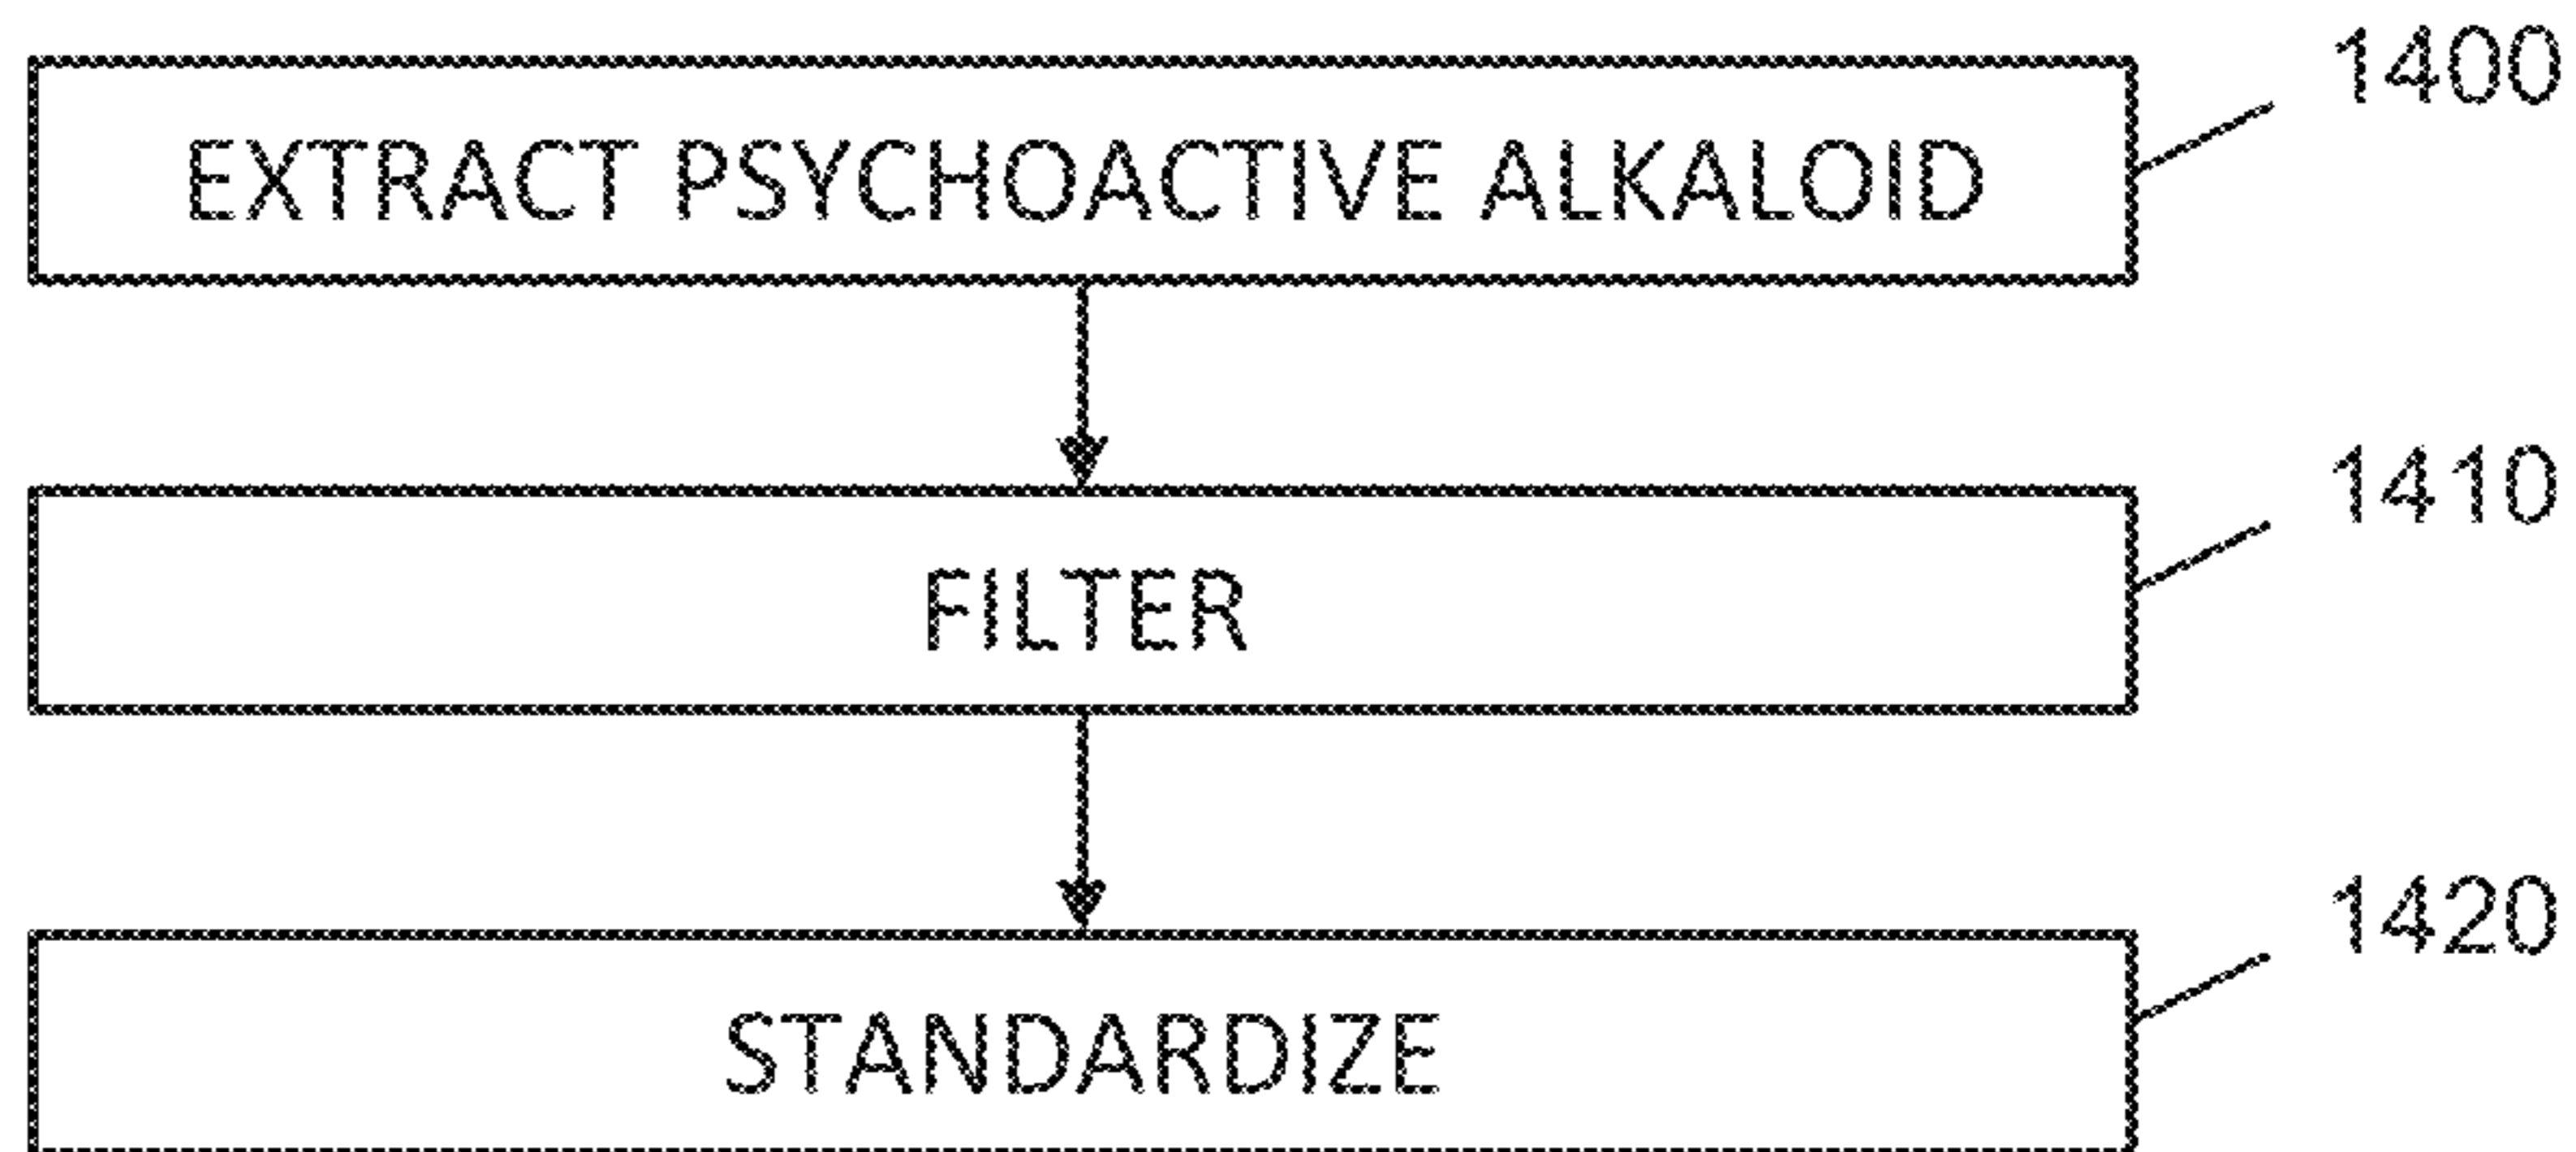 1400
EXTRACT PSYCHOACTIVE ALKALOID
1410
FILTER
1420
STANDARDIZE